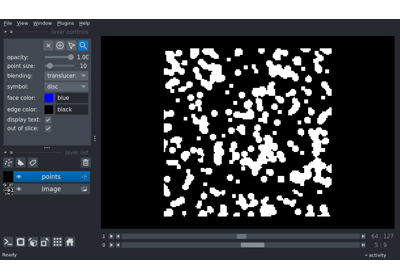 File View Window Plugins Help
layer controls
opacity: 1.00
point size: 10
blending: translucen
symbol: disc
face color: blue
edge color: black
display text:
out of slice:
layer list
points
Image
1 64 127
0 5 9
Ready activity